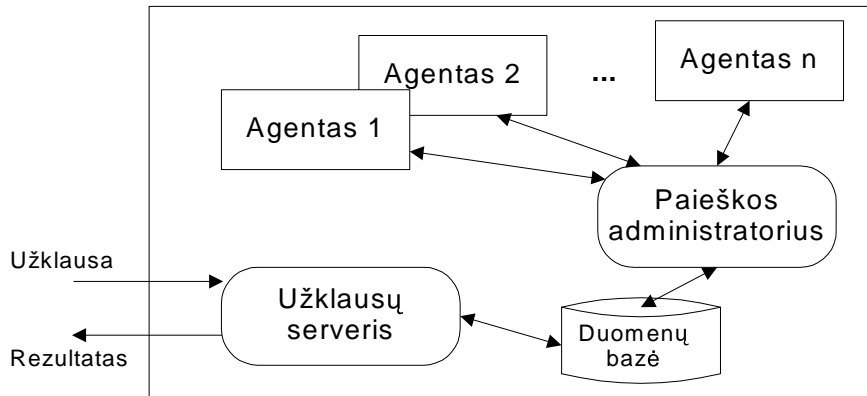 Agentas 2
...
Agentas n
Agentas 1
Paieškos
administratorius
Užklausa
Užklausų
serveris
Rezultatas
Duomenų
bazė